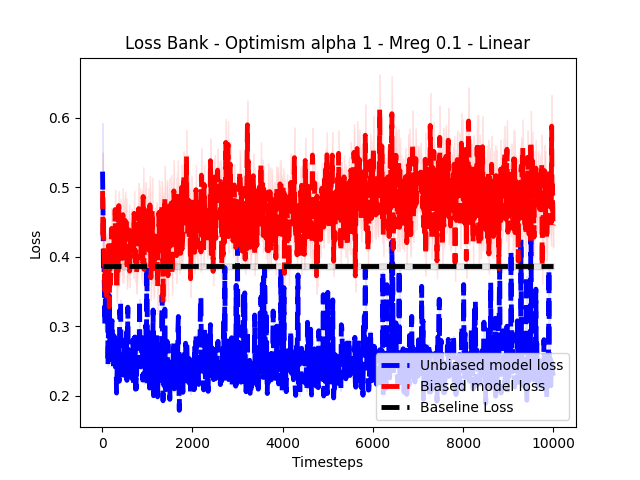 Loss Bank - Optimism alpha 1 - Mreg 0.1 - Linear
Loss
0.6
0.5
0.4
0.3
0.2
Unbiased model loss
Biased model loss
Baseline Loss
0 2000 4000 6000 8000 10000
Timesteps